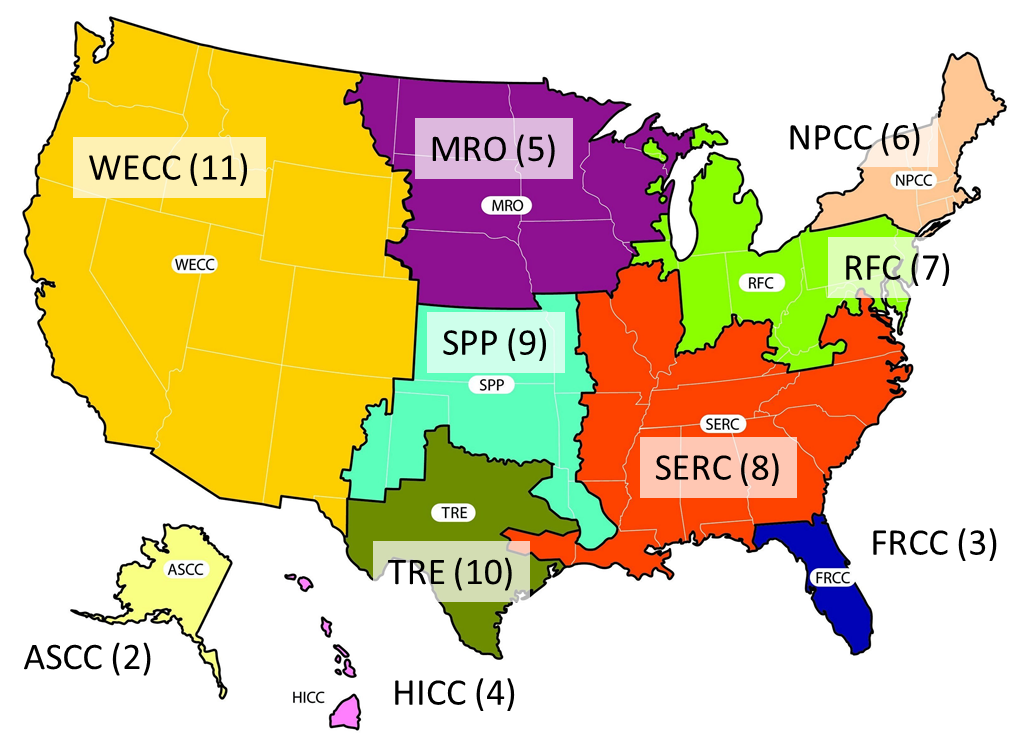 NPCC (6)
MRO (5)
WECC (11)
NPCC
MRO
WECC
RFC (7)
RFC
SPP (9)
SPP
SERC
SERC (8)
TRE
FRCC (3)
ASCC
TRE (10)
FRCC
ASCC (2)
HICC
HICC (4)